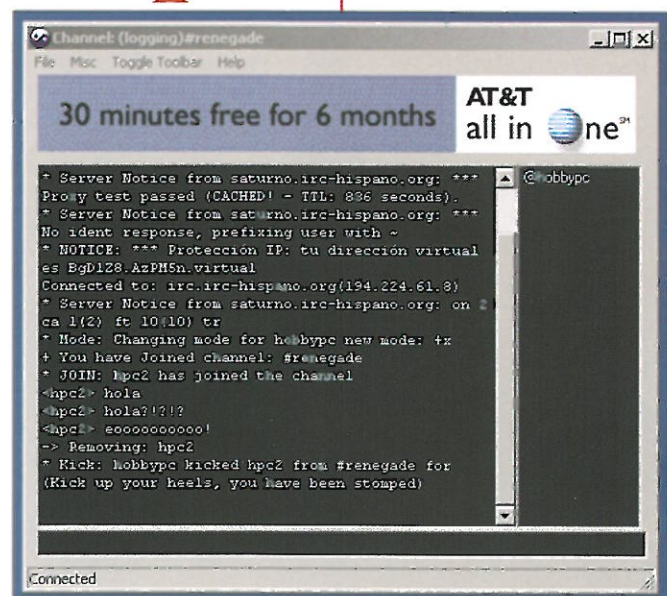 Channel: (logging)#renegade
File Misc Toggle Toolbar Help
30 minutes free for 6 months
AT&T
all in One℠
* Server Notice from saturno.irc-hispano.org: ***
Proxy test passed (CACHED! - TTL: 836 seconds).
* Server Notice from saturno.irc-hispano.org: ***
No ident response, prefixing user with ~
* NOTICE: *** Protección IP: tu dirección virtual
es BgD1Z8.AzPM5n.virtual
Connected to: irc.irc-hispano.org(194.224.61.8)
* Server Notice from saturno.irc-hispano.org: on 2
ca 1(2) ft 10(10) tr
* Mode: Changing mode for hobbypc new mode: +x
+ You have Joined channel: #renegade
* JOIN: hpc2 has joined the channel
<hpc2> hola
<hpc2> hola?!?!?
<hpc2> eooooooooooo!
-> Removing: hpc2
* Kick: hobbypc kicked hpc2 from #renegade for
(Kick up your heels, you have been stomped)
@hobbypc
Connected